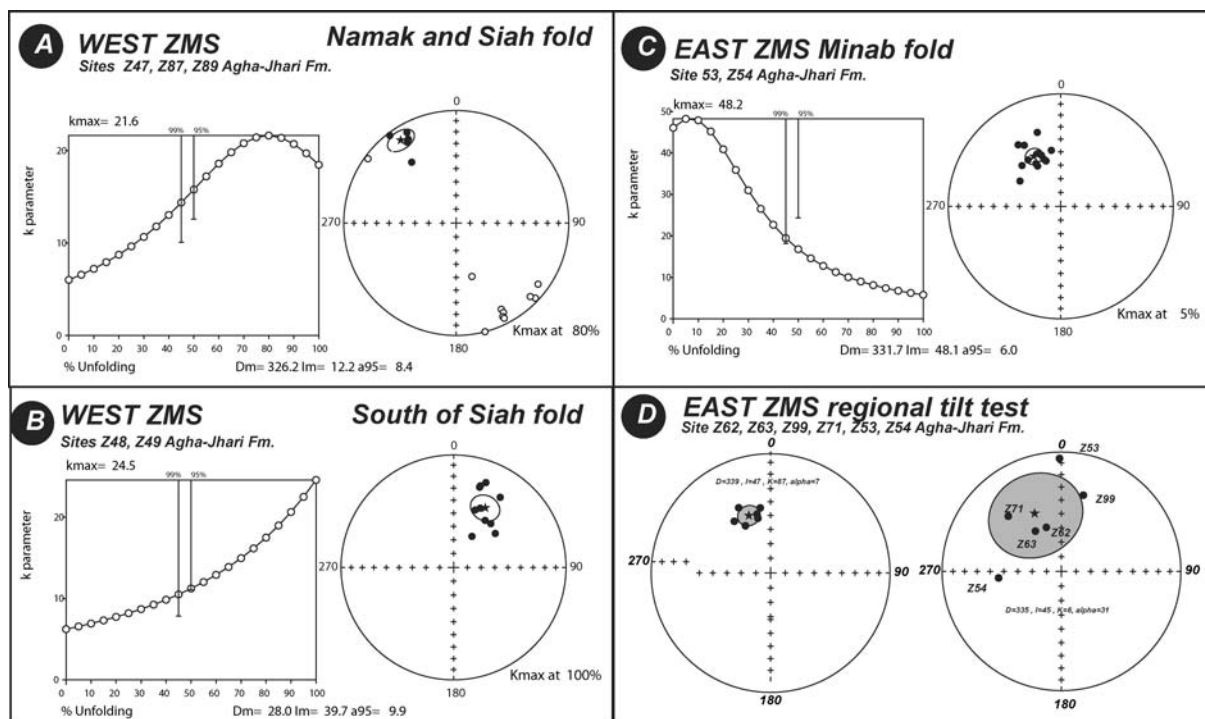 A WEST ZMS Namak and Siah fold
Sites Z47, Z87, Z89 Agha-Jhari Fm.
kmax= 21.6
99% 95%
k parameter
20
10
0
0 10 20 30 40 50 60 70 80 90 100
% Unfolding
0
270
90
180
Kmax at 80%
Dm= 326.2 Im= 12.2 a95= 8.4
C EAST ZMS Minab fold
Site 53, Z54 Agha-Jhari Fm.
kmax= 48.2
99% 95%
k parameter
50
40
30
20
10
0
0 10 20 30 40 50 60 70 80 90 100
% Unfolding
0
270
90
180
Kmax at 5%
Dm= 331.7 Im= 48.1 a95= 6.0
B WEST ZMS South of Siah fold
Sites Z48, Z49 Agha-Jhari Fm.
kmax= 24.5
99% 95%
k parameter
20
10
0
0 10 20 30 40 50 60 70 80 90 100
% Unfolding
0
270
90
180
Kmax at 100%
Dm= 28.0 Im= 39.7 a95= 9.9
D EAST ZMS regional tilt test
Site Z62, Z63, Z99, Z71, Z53, Z54 Agha-Jhari Fm.
0
D=339 , I=47 , K=87, alpha=7
270
90
180
0
Z53
Z99
Z71
Z62
Z63
270
90
Z54
D=335 , I=45 , K=6, alpha=31
180